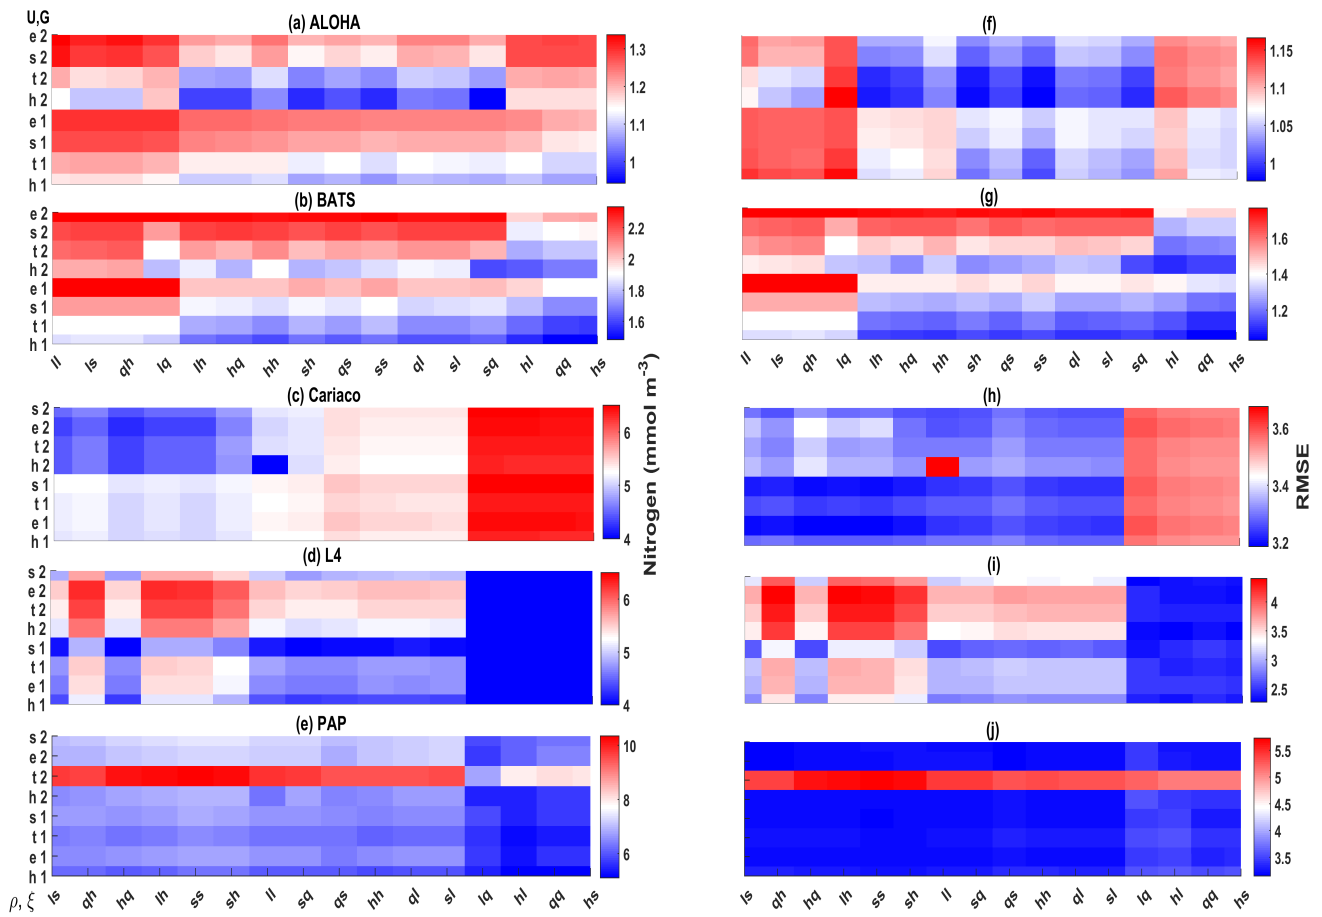 U,G
(a) ALOHA
e 2
s 2
t 2
h 2
e 1
s 1
t 1
h 1
1.3
1.2
1.1
1
(f)
1.15
1.1
1.05
1
(b) BATS
e 2
s 2
t 2
h 2
e 1
s 1
t 1
h 1
2.2
2
1.8
1.6
ll ls qh lq lh hq hh sh qs ss ql sl sq hl qq hs
(g)
1.6
1.4
1.2
ll ls qh lq lh hq hh sh qs ss ql sl sq hl qq hs
(c) Cariaco
s 2
e 2
t 2
h 2
s 1
t 1
e 1
h 1
6
5
4
Nitrogen (mmol m⁻³)
(h)
3.6
3.4
3.2
RMSE
(d) L4
s 2
e 2
t 2
h 2
s 1
t 1
e 1
h 1
6
5
4
(i)
4
3.5
3
2.5
(e) PAP
s 2
e 2
t 2
h 2
s 1
t 1
e 1
h 1
10
8
6
ρ, ξ
ls qh hq lh ss sh ll sq qs hh ql sl lq hl qq hs
(j)
5.5
5
4.5
4
3.5
ls qh hq lh ss sh ll sq qs hh ql sl lq hl qq hs